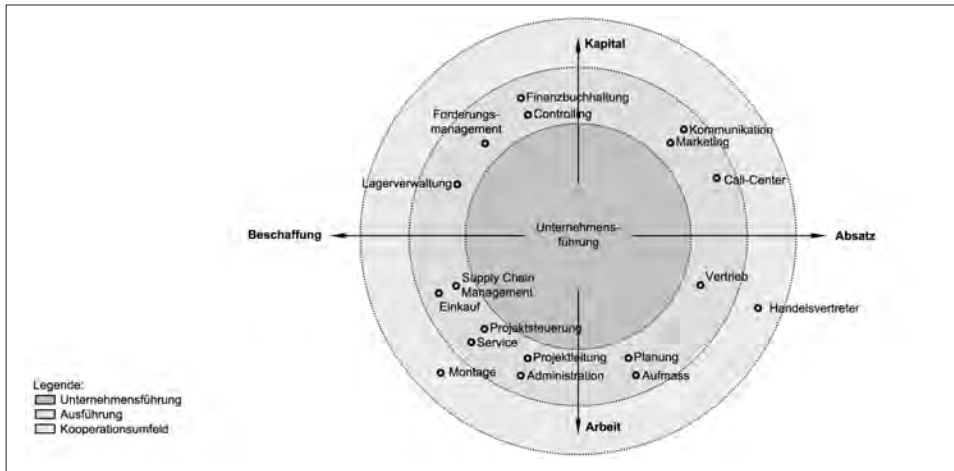 Kapital
Finanzbuchhaltung
Controlling
Forderungs-
management
Kommunikation
Marketing
Lagerverwaltung
Call-Center
Beschaffung
Unternehmens-
führung
Absatz
Supply Chain
Management
Einkauf
Vertrieb
Handelsvertreter
Projektsteuerung
Service
Projektleitung
Planung
Montage
Administration
Aufmass
Arbeit
Legende:
Unternehmensführung
Ausführung
Kooperationsumfeld